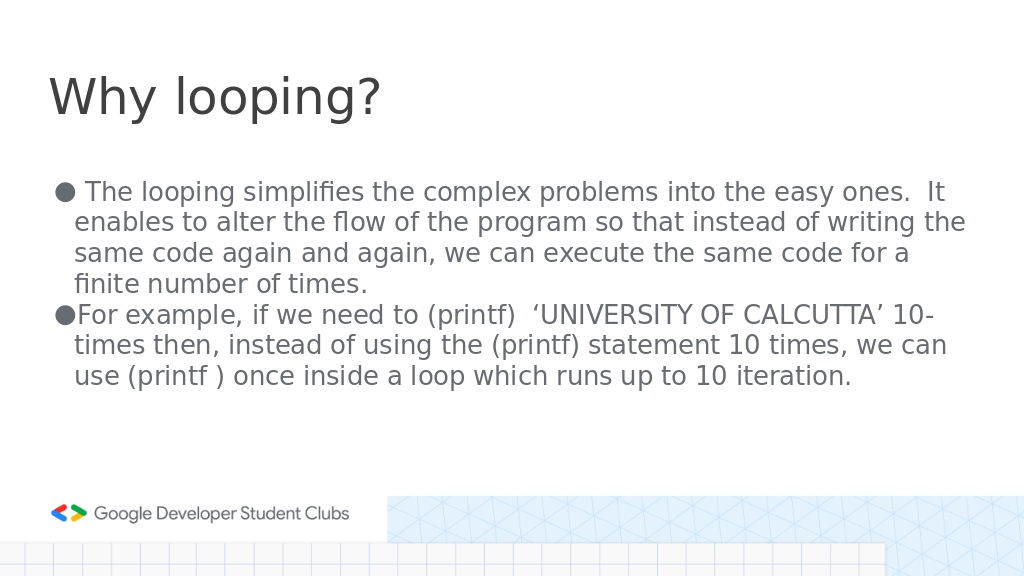 Why looping?
● The looping simplifies the complex problems into the easy ones.  It
enables to alter the flow of the program so that instead of writing the
same code again and again, we can execute the same code for a
finite number of times.
●For example, if we need to (printf)  ‘UNIVERSITY OF CALCUTTA’ 10-
times then, instead of using the (printf) statement 10 times, we can
use (printf ) once inside a loop which runs up to 10 iteration.
Google Developer Student Clubs